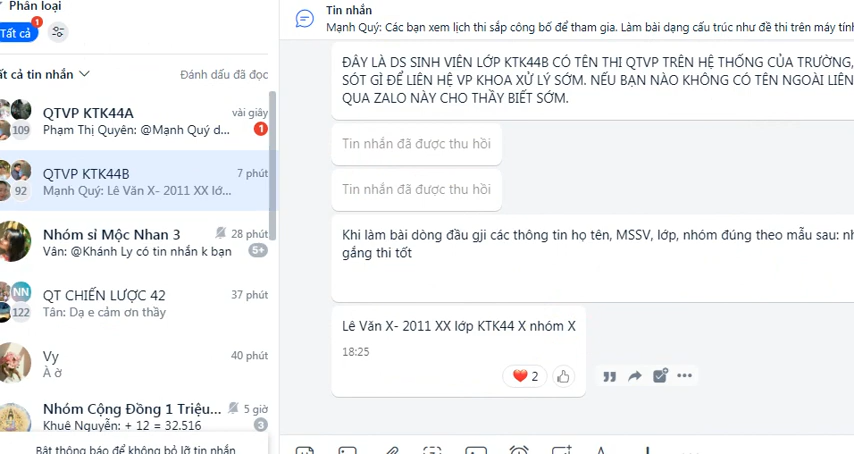 Phân loại
Tất cả
1
ất cả tin nhắn
Đánh dấu đã đọc
QTVP KTK44A
vài giây
Phạm Thị Quyên: @Mạnh Quý d...
109
1
QTVP KTK44B
7 phút
Mạnh Quý: Lê Văn X- 2011 XX lớ...
92
Nhóm sỉ Mộc Nhan 3
28 phút
Vân: @Khánh Ly có tin nhắn k bạn
5+
NN
QT CHIẾN LƯỢC 42
37 phút
Tân: Dạ e cảm ơn thầy
122
Vy
40 phút
À ờ
Nhóm Cộng Đồng 1 Triệu...
5 giờ
Khuê Nguyễn: + 12 = 32.516
3
Bật thông báo để không bỏ lỡ tin nhắn
Tin nhắn
Mạnh Quý: Các bạn xem lịch thi sắp công bố để tham gia. Làm bài dạng cấu trúc như đề thi trên máy tính
ĐÂY LÀ DS SINH VIÊN LỚP KTK44B CÓ TÊN THI QTVP TRÊN HỆ THỐNG CỦA TRƯỜNG,
SÓT GÌ ĐỂ LIÊN HỆ VP KHOA XỬ LÝ SỚM. NẾU BẠN NÀO KHÔNG CÓ TÊN NGOÀI LIÊN
QUA ZALO NÀY CHO THẦY BIẾT SỚM.
Tin nhắn đã được thu hồi
Tin nhắn đã được thu hồi
Khi làm bài dòng đầu gji các thông tin họ tên, MSSV, lớp, nhóm đúng theo mẫu sau: nh
gắng thi tốt
Lê Văn X- 2011 XX lớp KTK44 X nhóm X
18:25
2